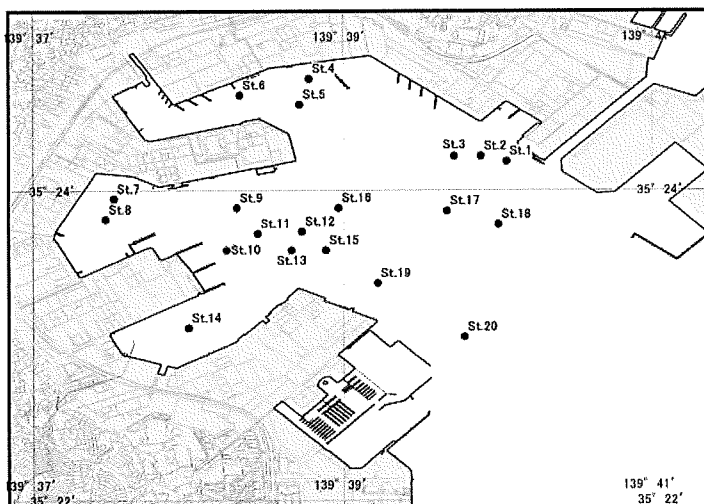 139° 37'
139° 39'
139° 4
St.4
St.6
St.5
St.3
St.2
St.1
35° 24'
35° 24'
St.7
St.8
St.9
St.16
St.17
St.18
St.11
St.12
St.10
St.13
St.15
St.19
St.14
St.20
139° 37'
35° 22'
139° 39'
139° 41'
35° 22'